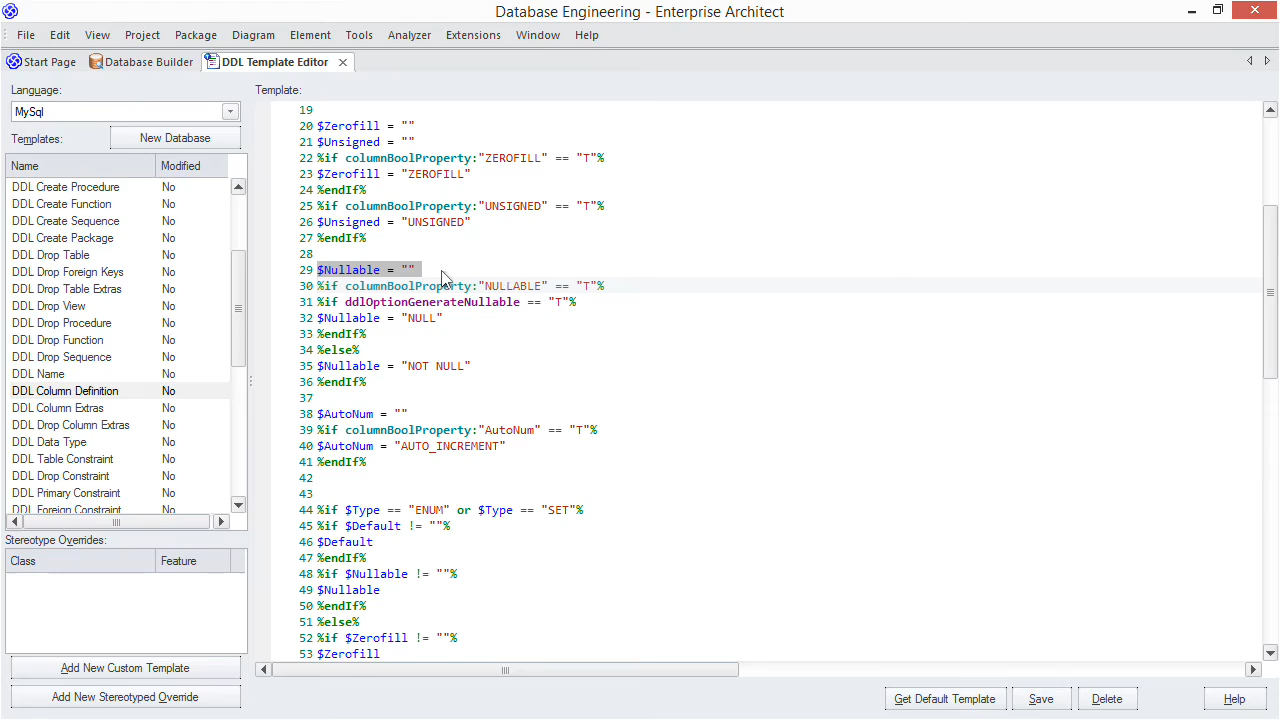 Database Engineering - Enterprise Architect
File Edit View Project Package Diagram Element Tools Analyzer Extensions Window Help
Start Page Database Builder DDL Template Editor
Language:
MySql
Templates: New Database
Name Modified
DDL Create Procedure No
DDL Create Function No
DDL Create Sequence No
DDL Create Package No
DDL Drop Table No
DDL Drop Foreign Keys No
DDL Drop Table Extras No
DDL Drop View No
DDL Drop Procedure No
DDL Drop Function No
DDL Drop Sequence No
DDL Name No
DDL Column Definition No
DDL Column Extras No
DDL Drop Column Extras No
DDL Data Type No
DDL Table Constraint No
DDL Drop Constraint No
DDL Primary Constraint No
DDL Foreign Constraint No
Stereotype Overrides:
Class Feature
Add New Custom Template
Add New Stereotyped Override
Template:
19
20 $Zerofill = ""
21 $Unsigned = ""
22 %if columnBoolProperty:"ZEROFILL" == "T"%
23 $Zerofill = "ZEROFILL"
24 %endIf%
25 %if columnBoolProperty:"UNSIGNED" == "T"%
26 $Unsigned = "UNSIGNED"
27 %endIf%
28
29 $Nullable = ""
30 %if columnBoolProperty:"NULLABLE" == "T"%
31 %if ddlOptionGenerateNullable == "T"%
32 $Nullable = "NULL"
33 %endIf%
34 %else%
35 $Nullable = "NOT NULL"
36 %endIf%
37
38 $AutoNum = ""
39 %if columnBoolProperty:"AutoNum" == "T"%
40 $AutoNum = "AUTO_INCREMENT"
41 %endIf%
42
43
44 %if $Type == "ENUM" or $Type == "SET"%
45 %if $Default != ""%
46 $Default
47 %endIf%
48 %if $Nullable != ""%
49 $Nullable
50 %endIf%
51 %else%
52 %if $Zerofill != ""%
53 $Zerofill
Get Default Template Save Delete Help